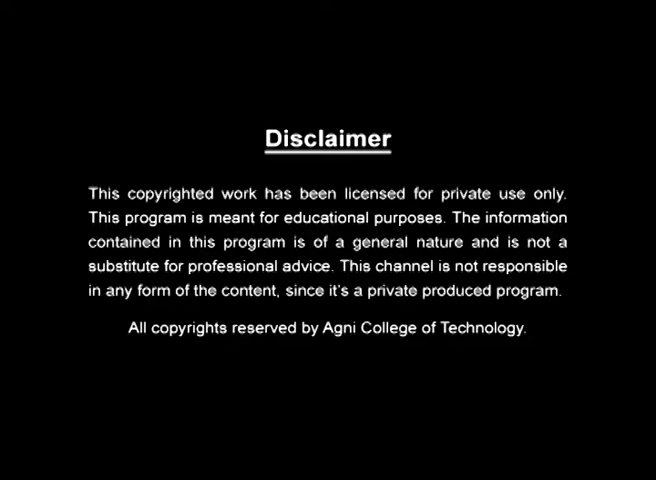 Disclaimer
This copyrighted work has been licensed for private use only.
This program is meant for educational purposes. The information
contained in this program is of a general nature and is not a
substitute for professional advice. This channel is not responsible
in any form of the content, since it's a private produced program.
All copyrights reserved by Agni College of Technology.